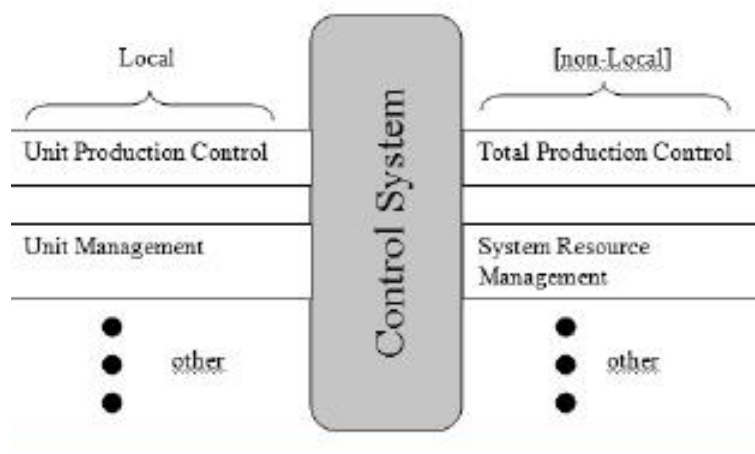 Local
[non-Local]
Unit Production Control
Total Production Control
Control System
Unit Management
System Resource
Management
other
other